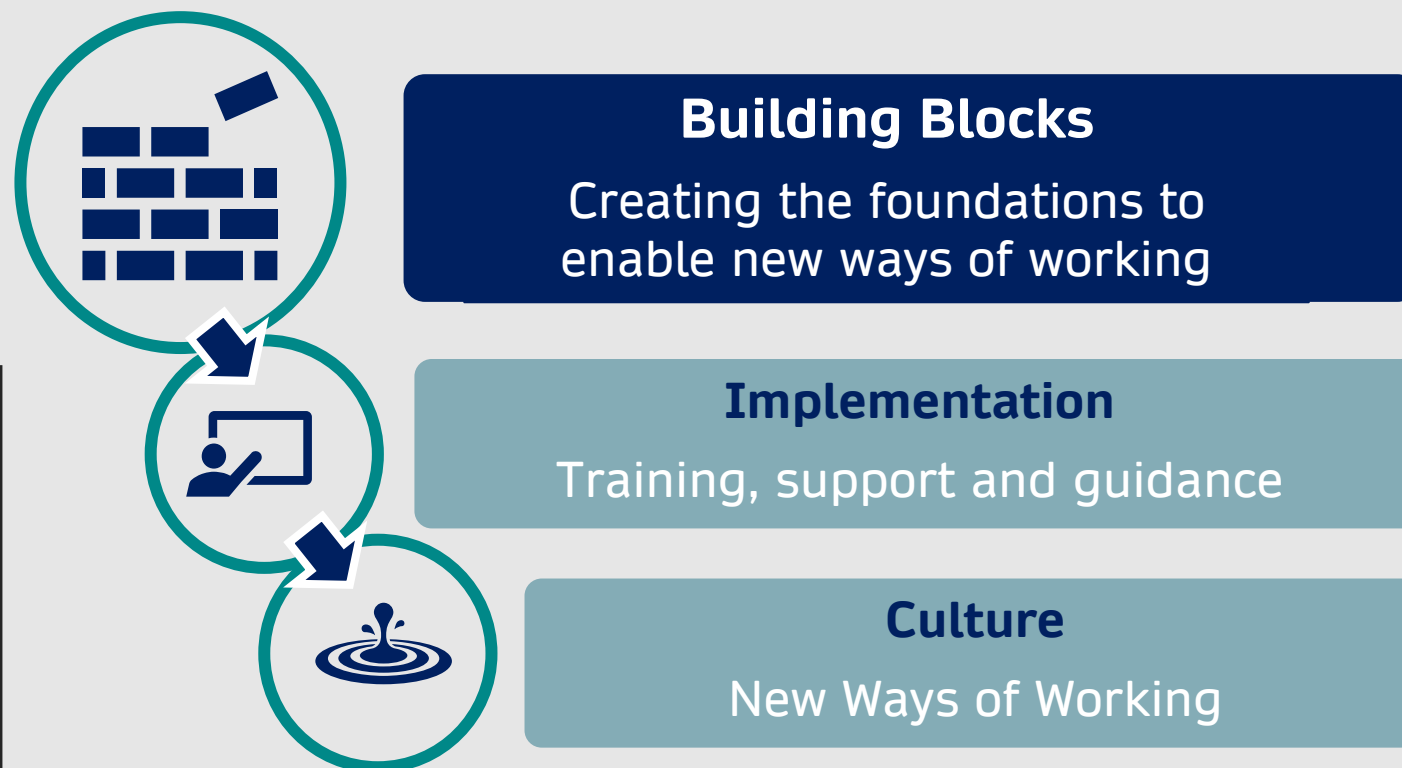 Building Blocks
Creating the foundations to
enable new ways of working
Implementation
Training, support and guidance
Culture
New Ways of Working